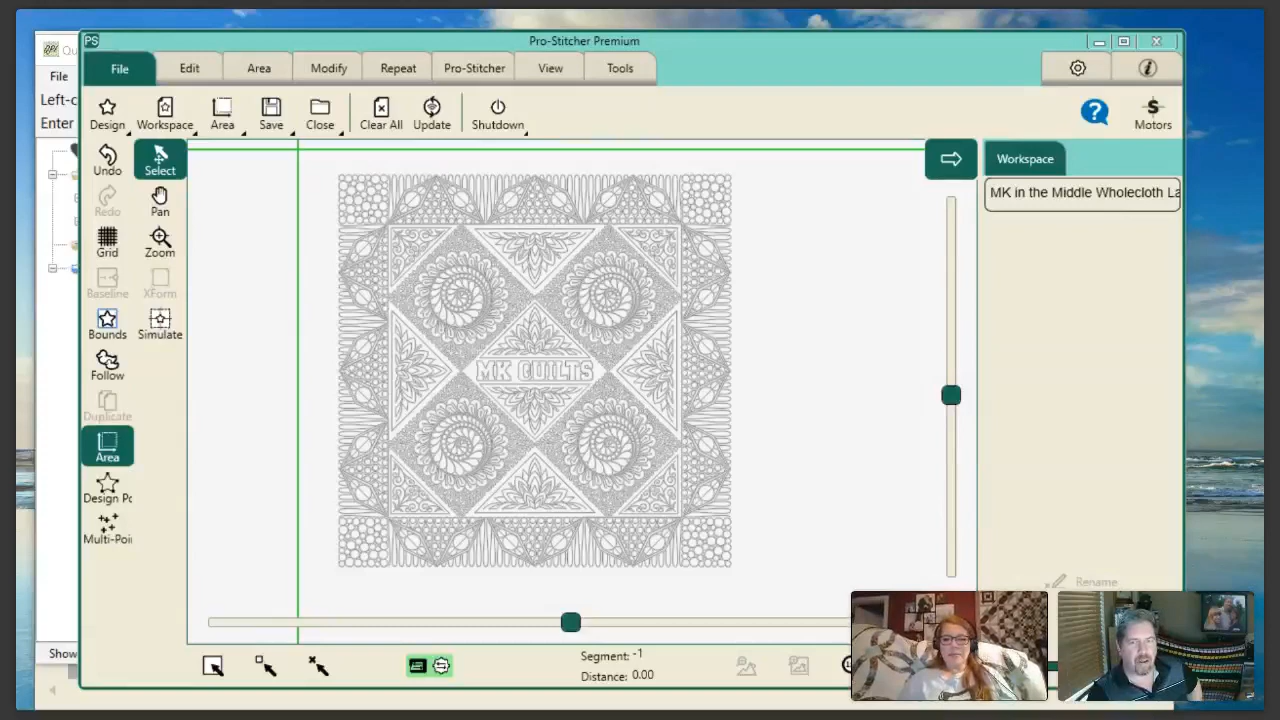 Qu
File
Left-c
Enter
Show
PS
Pro-Stitcher Premium
File
Edit
Area
Modify
Repeat
Pro-Stitcher
View
Tools
Design
Workspace
Area
Save
Close
Clear All
Update
Shutdown
Motors
Undo
Select
Redo
Pan
Grid
Zoom
Baseline
XForm
Bounds
Simulate
Follow
Duplicate
Area
Design Po
Multi-Poi
Workspace
MK in the Middle Wholecloth La
MK QUILTS
Rename
Segment: -1
Distance: 0.00